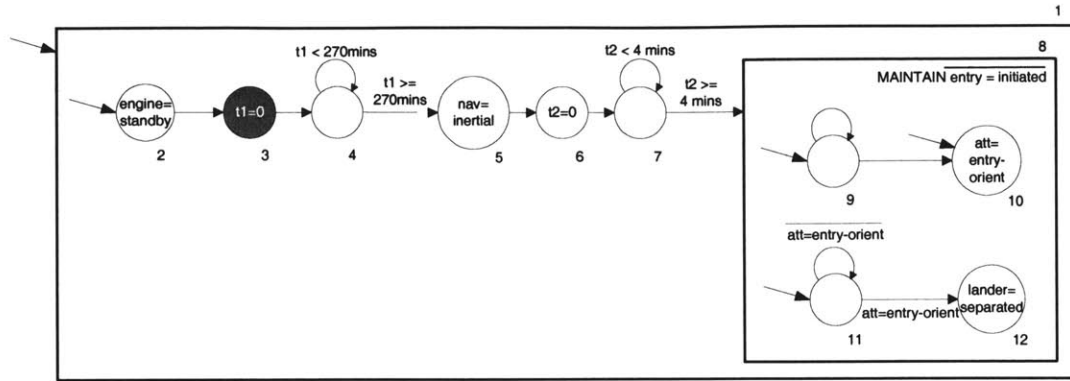 1
8
t1 < 270mins
t2 < 4 mins
MAINTAIN entry = initiated
t1 >=
270mins
t2 >=
4 mins
engine=
standby
t1=0
nav=
inertial
t2=0
2
3
4
5
6
7
att=
entry-
orient
9
10
att=entry-orient
lander=
separated
att=entry-orient
11
12